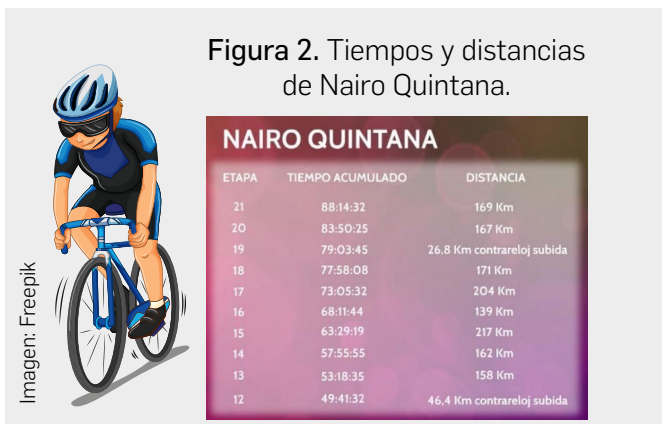 Figura 2. Tiempos y distancias
de Nairo Quintana.
NAIRO QUINTANA
ETAPA TIEMPO ACUMULADO DISTANCIA
21 88:14:32 169 Km
20 83:50:25 167 Km
19 79:03:45 26,8 Km contrareloj subida
18 77:58:08 171 Km
17 73:05:32 204 Km
16 68:11:44 139 Km
15 63:29:19 217 Km
14 57:55:55 162 Km
13 53:18:35 158 Km
12 49:41:32 46,4 Km contrareloj subida
Imagen: Freepik